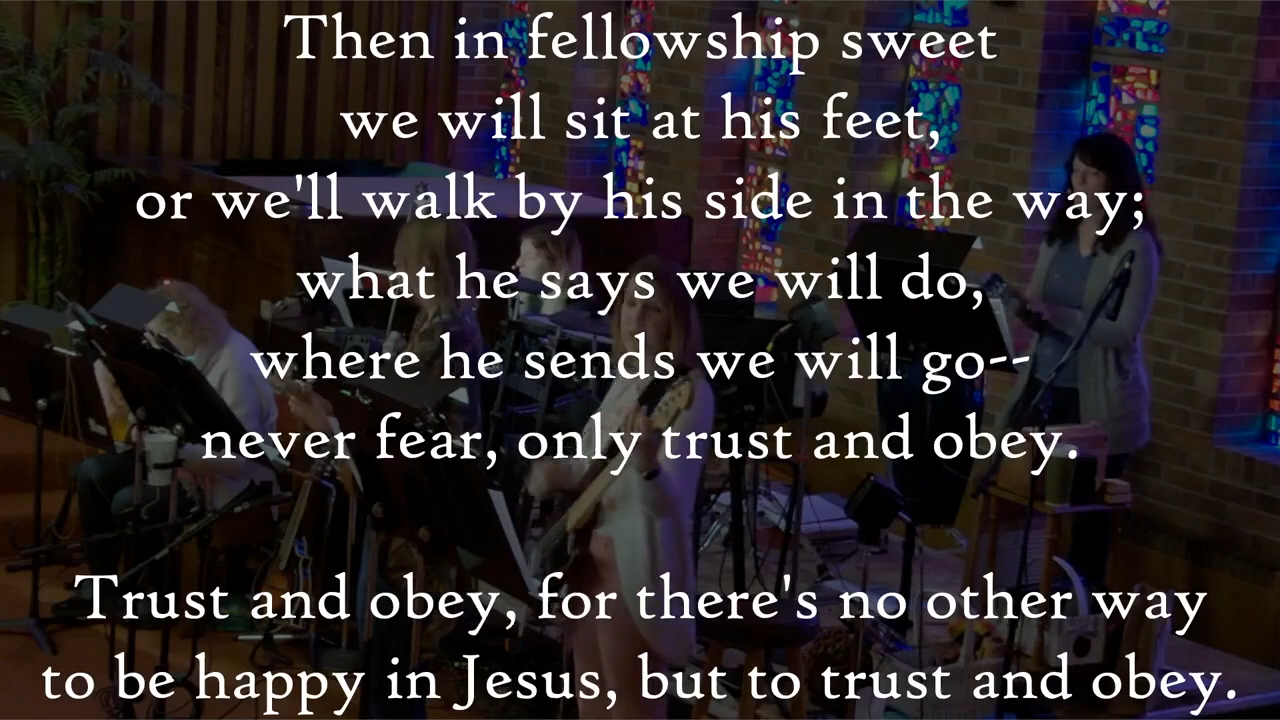 Then in fellowship sweet
we will sit at his feet,
or we'll walk by his side in the way;
what he says we will do,
where he sends we will go--
never fear, only trust and obey.
Trust and obey, for there's no other way
to be happy in Jesus, but to trust and obey.